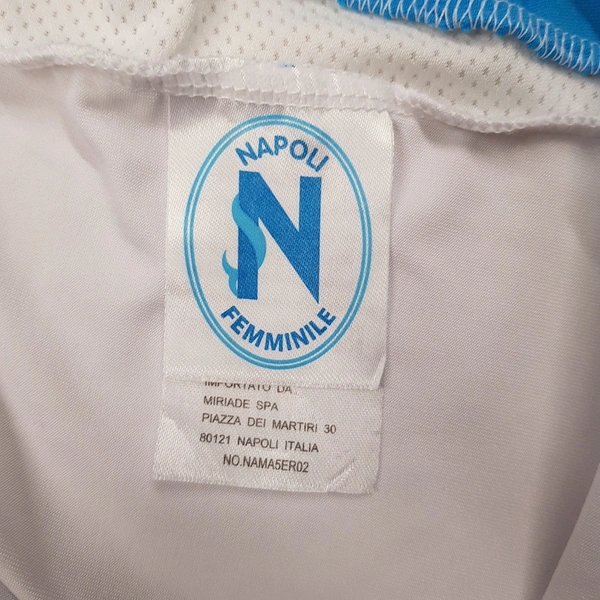 NAPOLI
N
FEMMINILE
IMPORTATO DA..
MIRIADE SPA
PIAZZA DEI MARTIRI 30
80121 NAPOLI ITALIA
NO.NAMA5ER02